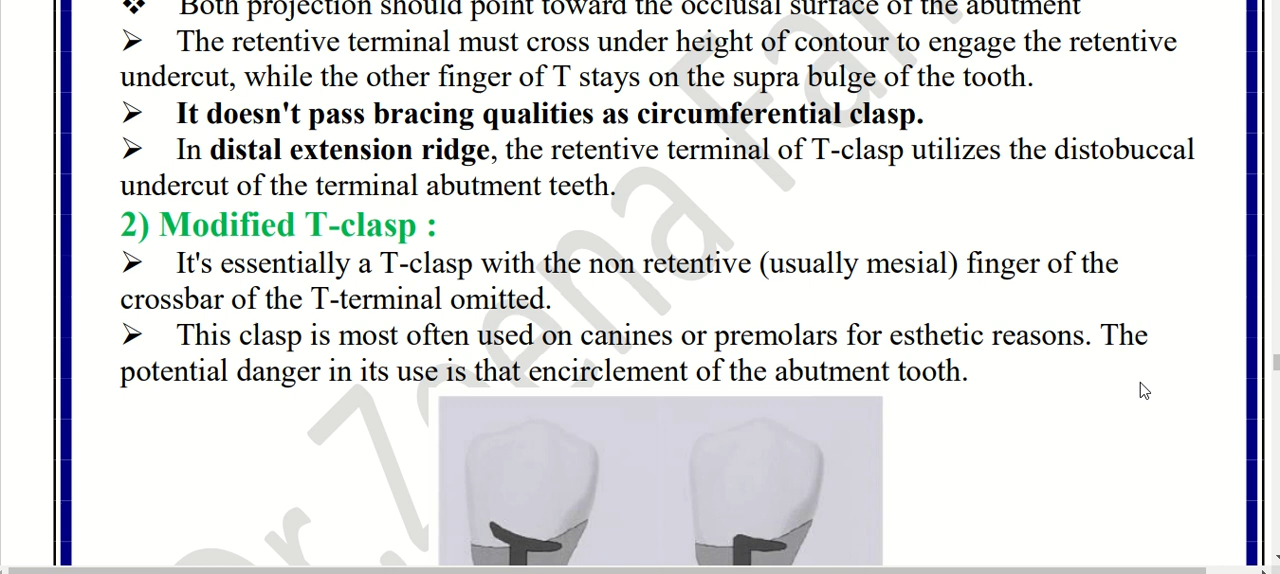 Both projection should point toward the occlusal surface of the abutment
The retentive terminal must cross under height of contour to engage the retentive
undercut, while the other finger of T stays on the supra bulge of the tooth.
It doesn't pass bracing qualities as circumferential clasp.
In distal extension ridge, the retentive terminal of T-clasp utilizes the distobuccal
undercut of the terminal abutment teeth.
2) Modified T-clasp :
It's essentially a T-clasp with the non retentive (usually mesial) finger of the
crossbar of the T-terminal omitted.
This clasp is most often used on canines or premolars for esthetic reasons. The
potential danger in its use is that encirclement of the abutment tooth.